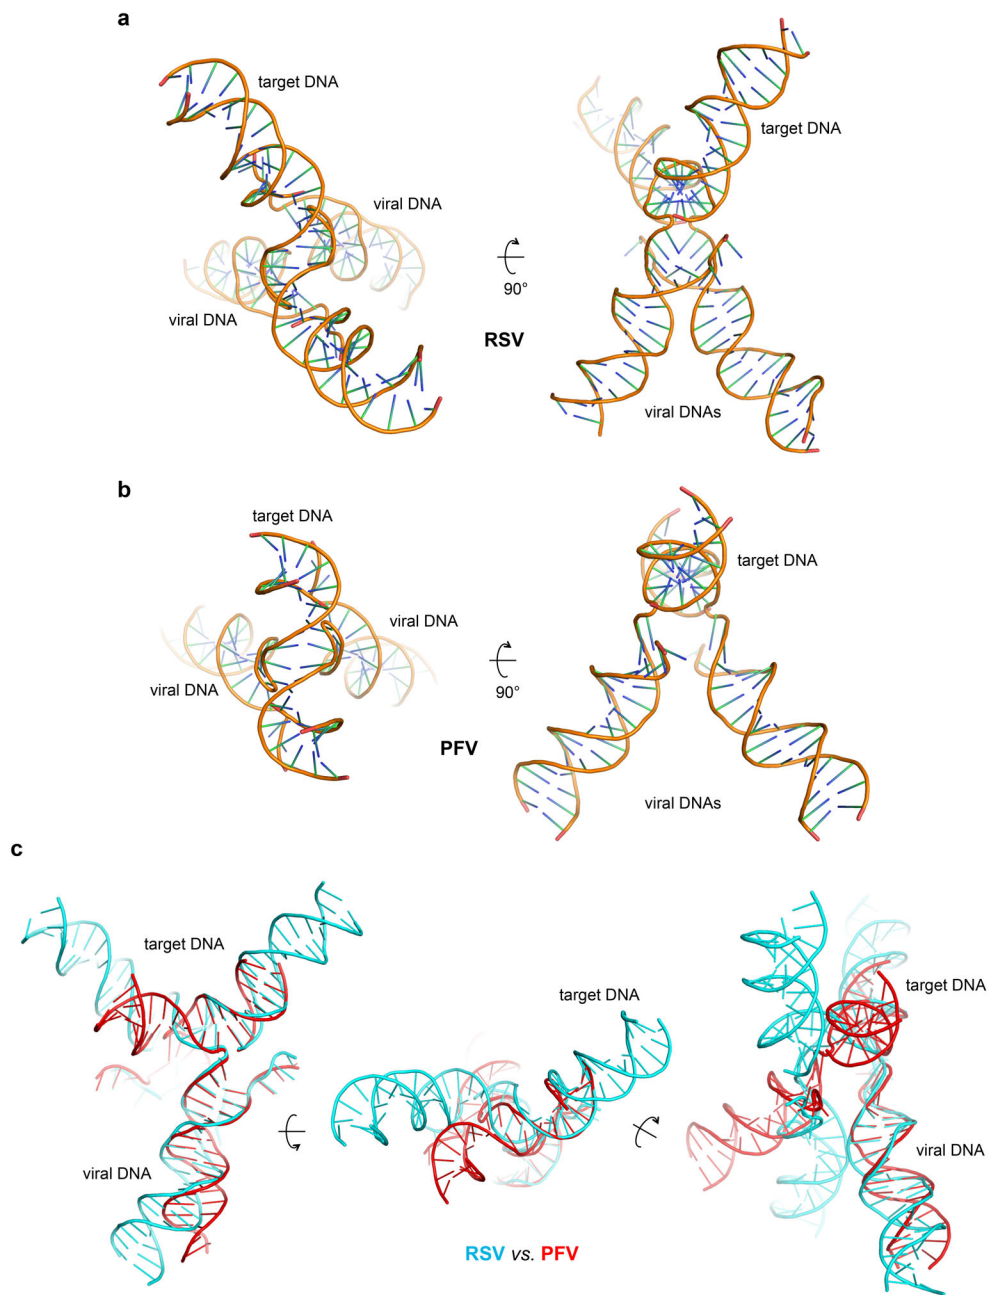 a
target DNA
viral DNA
viral DNA
90°
RSV
target DNA
viral DNAs
b
target DNA
viral DNA
viral DNA
90°
PFV
target DNA
viral DNAs
c
target DNA
viral DNA
target DNA
target DNA
viral DNA
RSV vs. PFV